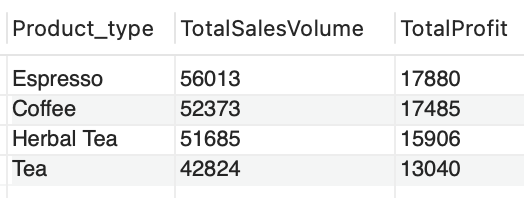 Product_type TotalSalesVolume TotalProfit
Espresso 56013 17880
Coffee 52373 17485
Herbal Tea 51685 15906
Tea 42824 13040